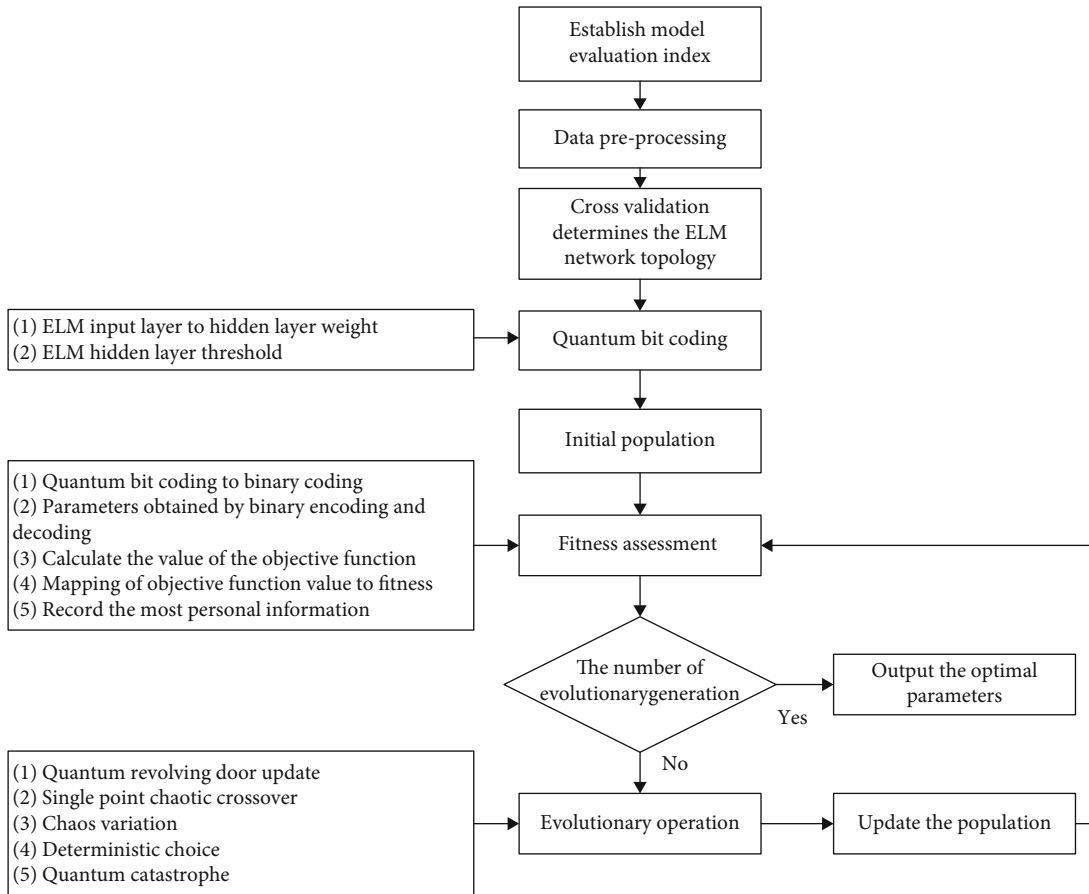 Establish model
evaluation index
Data pre-processing
Cross validation
determines the ELM
network topology
(1) ELM input layer to hidden layer weight
(2) ELM hidden layer threshold
Quantum bit coding
Initial population
(1) Quantum bit coding to binary coding
(2) Parameters obtained by binary encoding and
decoding
(3) Calculate the value of the objective function
(4) Mapping of objective function value to fitness
(5) Record the most personal information
Fitness assessment
The number of
evolutionarygeneration
Yes
Output the optimal
parameters
No
(1) Quantum revolving door update
(2) Single point chaotic crossover
(3) Chaos variation
(4) Deterministic choice
(5) Quantum catastrophe
Evolutionary operation
Update the population